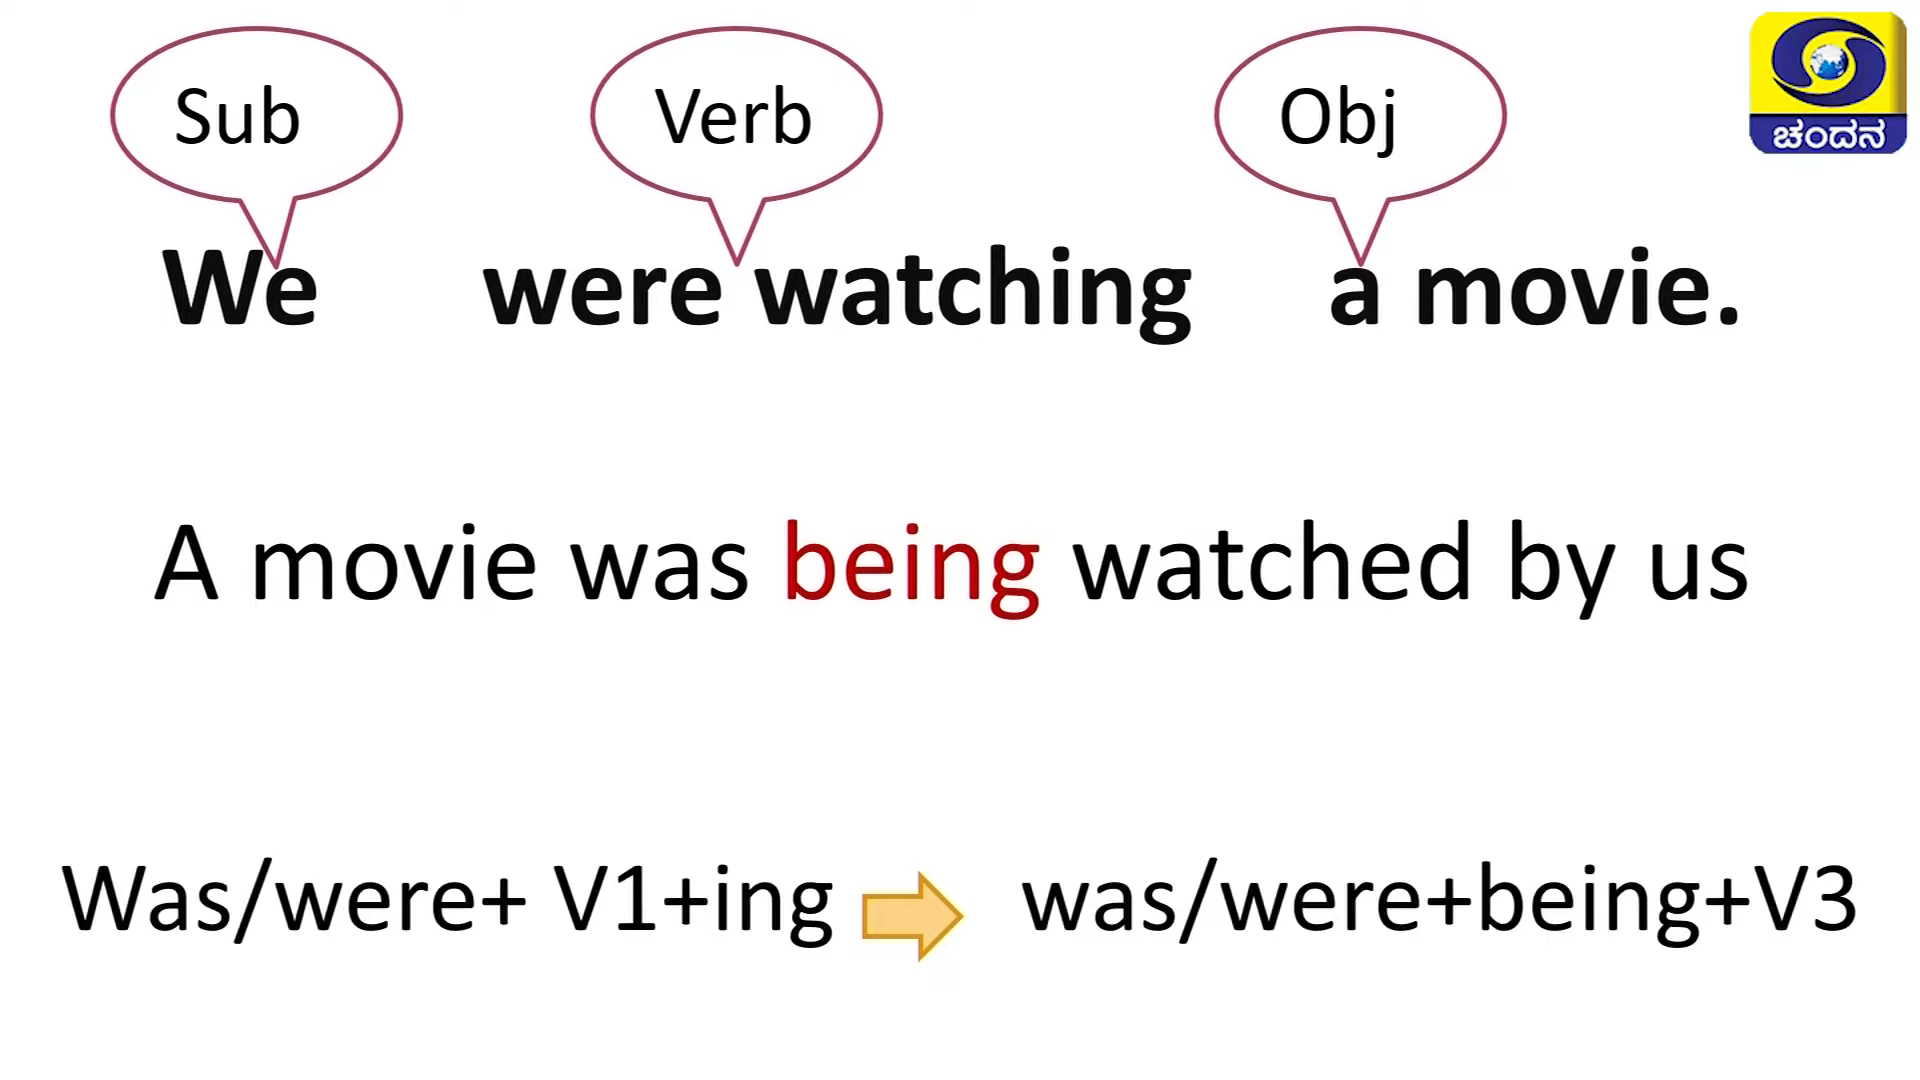 Sub Verb Obj
ಚಂದನ
We were watching a movie.
A movie was being watched by us
Was/were+ V1+ing was/were+being+V3